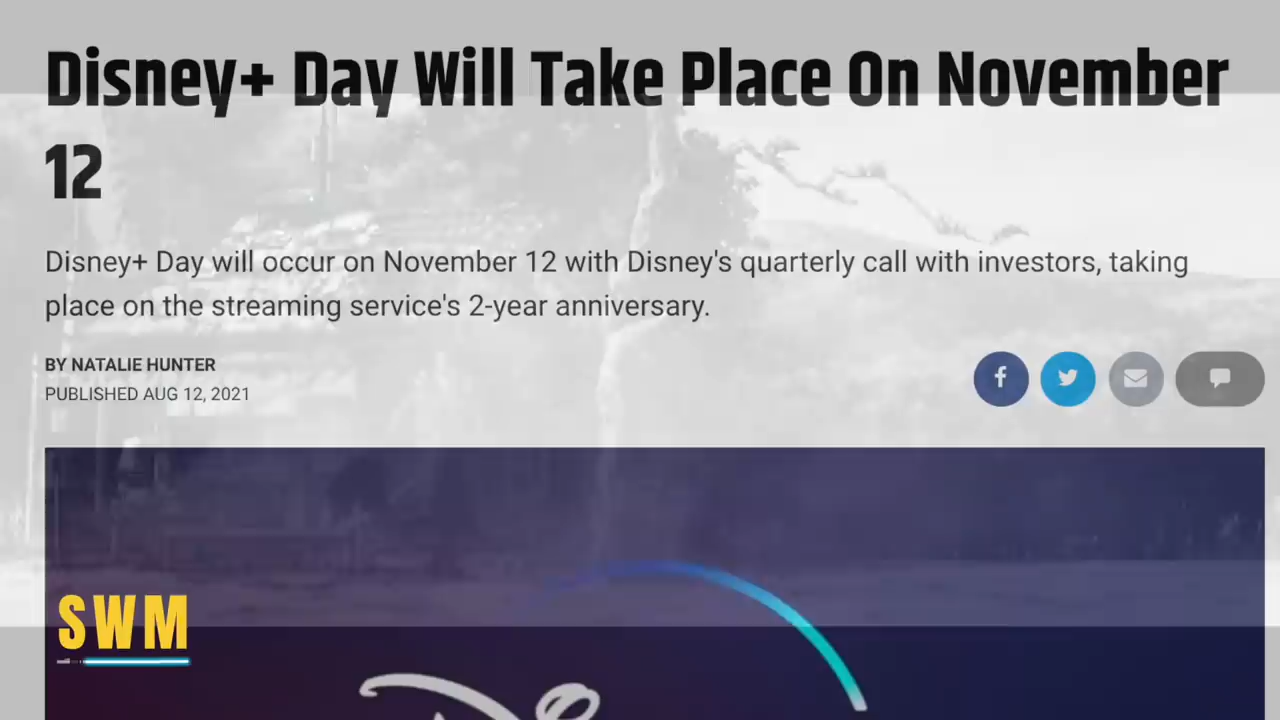 Disney+ Day Will Take Place On November
12
Disney+ Day will occur on November 12 with Disney's quarterly call with investors, taking
place on the streaming service's 2-year anniversary.
BY NATALIE HUNTER
PUBLISHED AUG 12, 2021
SWM